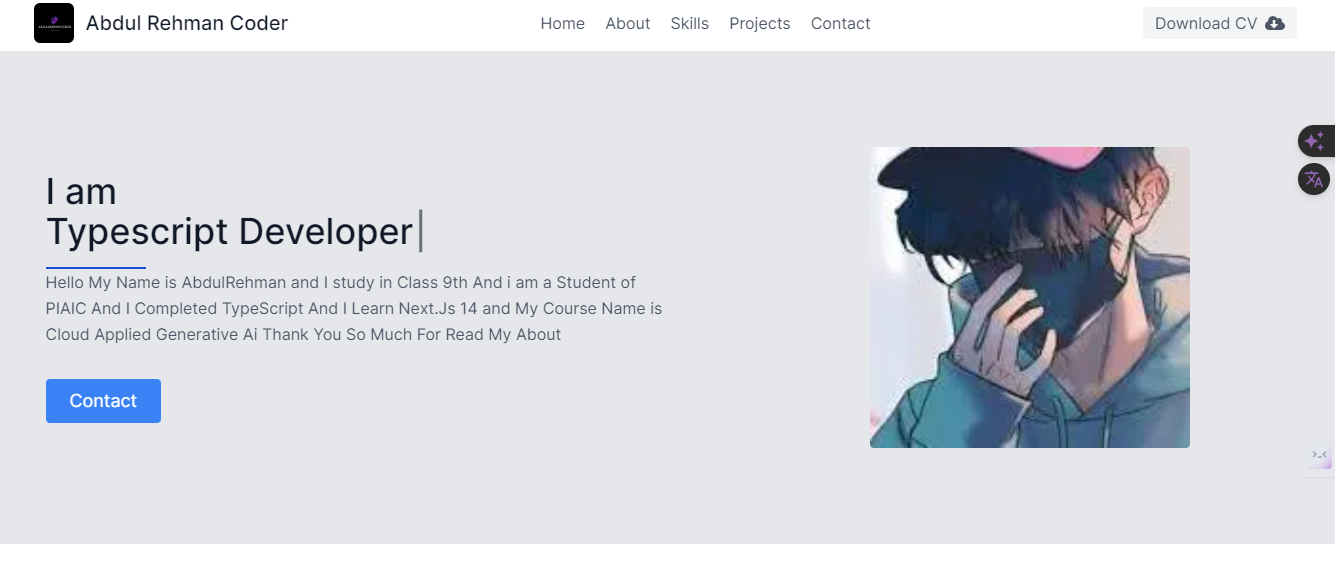 Abdul Rehman Coder
Home About Skills Projects Contact
Download CV
I am
Typescript Developer
Hello My Name is AbdulRehman and I study in Class 9th And i am a Student of
PIAIC And I Completed TypeScript And I Learn Next.Js 14 and My Course Name is
Cloud Applied Generative Ai Thank You So Much For Read My About
Contact